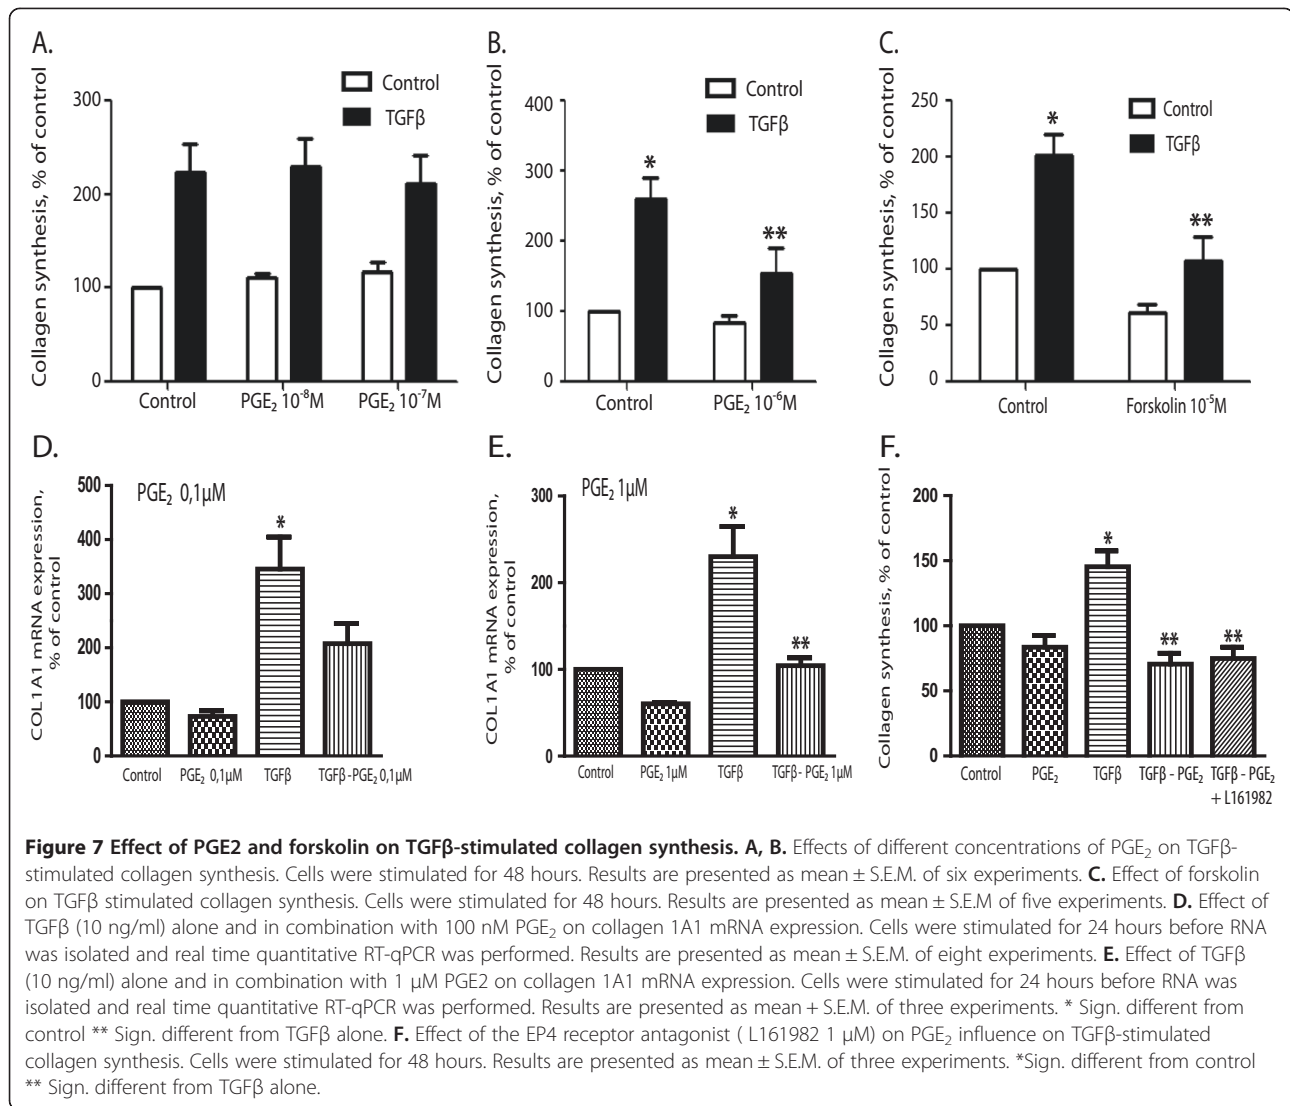 A.
Collagen synthesis, % of control
Control
TGFβ
300
200
100
0
Control
PGE₂ 10⁻⁸M
PGE₂ 10⁻⁷M
B.
Collagen synthesis, % of control
Control
TGFβ
400
300
200
100
0
*
**
Control
PGE₂ 10⁻⁶M
C.
Collagen synthesis, % of control
Control
TGFβ
250
200
150
100
50
0
*
**
Control
Forskolin 10⁻⁵M
D.
COL1A1 mRNA expression,
% of control
PGE₂ 0,1µM
500
400
300
200
100
0
*
Control
PGE₂ 0,1µM
TGFβ
TGFβ-PGE₂ 0,1µM
E.
COL1A1 mRNA expression,
% of control
PGE₂ 1µM
300
200
100
0
*
**
Control
PGE₂ 1µM
TGFβ
TGFβ- PGE₂ 1µM
F.
Collagen synthesis, % of control
200
150
100
50
0
*
**
**
Control
PGE₂
TGFβ
TGFβ - PGE₂
TGFβ - PGE₂
+ L161982
Figure 7 Effect of PGE2 and forskolin on TGFβ-stimulated collagen synthesis. A, B. Effects of different concentrations of PGE₂ on TGFβ-
stimulated collagen synthesis. Cells were stimulated for 48 hours. Results are presented as mean ± S.E.M. of six experiments. C. Effect of forskolin
on TGFβ stimulated collagen synthesis. Cells were stimulated for 48 hours. Results are presented as mean ± S.E.M of five experiments. D. Effect of
TGFβ (10 ng/ml) alone and in combination with 100 nM PGE₂ on collagen 1A1 mRNA expression. Cells were stimulated for 24 hours before RNA
was isolated and real time quantitative RT-qPCR was performed. Results are presented as mean ± S.E.M. of eight experiments. E. Effect of TGFβ
(10 ng/ml) alone and in combination with 1 μM PGE2 on collagen 1A1 mRNA expression. Cells were stimulated for 24 hours before RNA was
isolated and real time quantitative RT-qPCR was performed. Results are presented as mean + S.E.M. of three experiments. * Sign. different from
control ** Sign. different from TGFβ alone. F. Effect of the EP4 receptor antagonist ( L161982 1 μM) on PGE₂ influence on TGFβ-stimulated
collagen synthesis. Cells were stimulated for 48 hours. Results are presented as mean ± S.E.M. of three experiments. *Sign. different from control
** Sign. different from TGFβ alone.